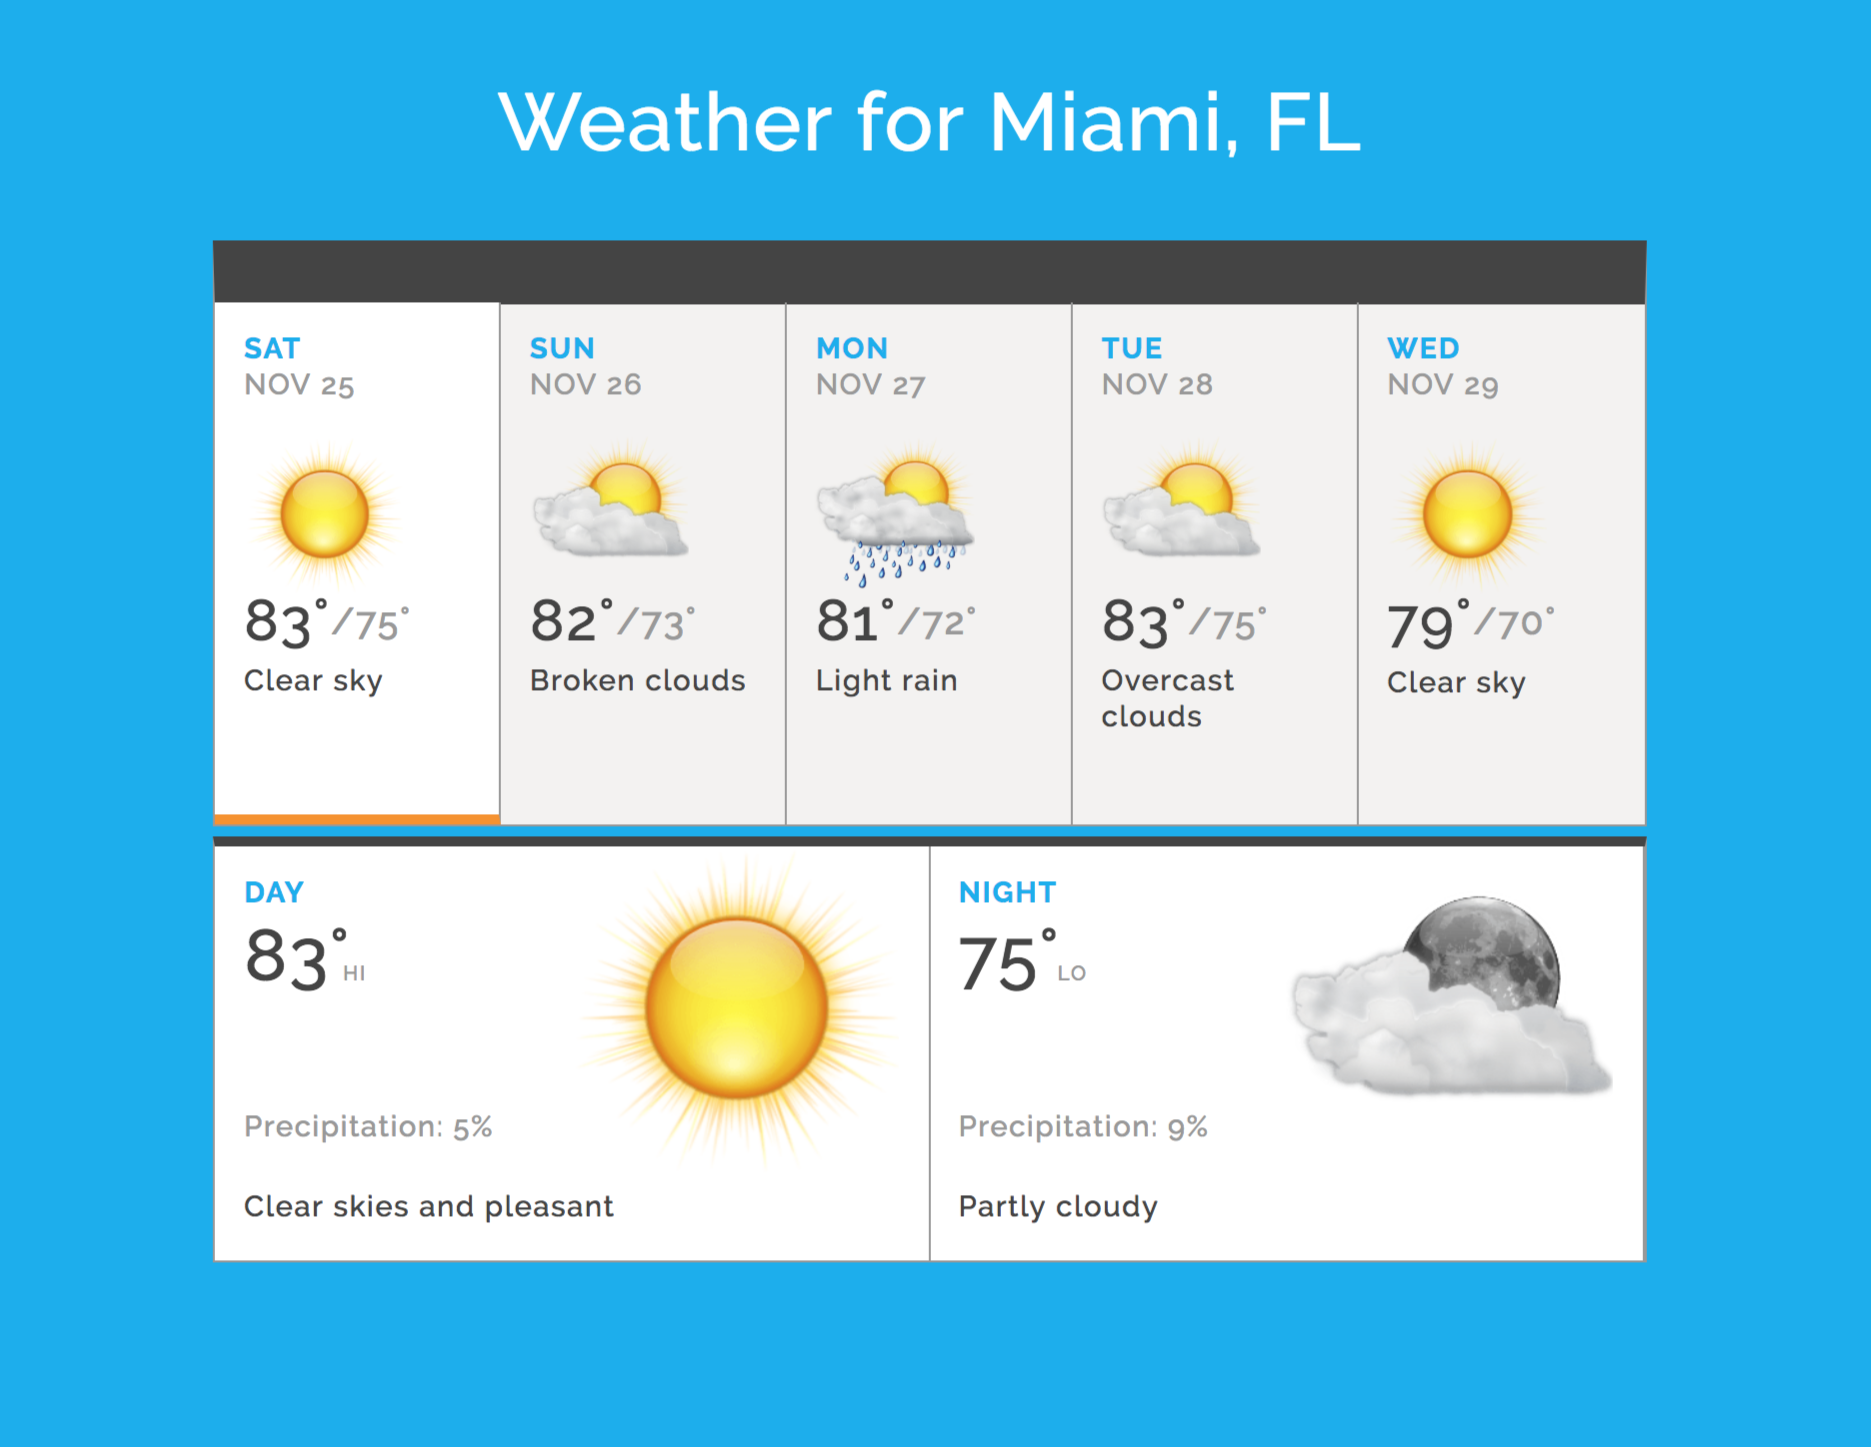 Weather for Miami, FL
SAT
NOV 25
83°/75°
Clear sky
SUN
NOV 26
82°/73°
Broken clouds
MON
NOV 27
81°/72°
Light rain
TUE
NOV 28
83°/75°
Overcast
clouds
WED
NOV 29
79°/70°
Clear sky
DAY
83° HI
Precipitation: 5%
Clear skies and pleasant
NIGHT
75° LO
Precipitation: 9%
Partly cloudy